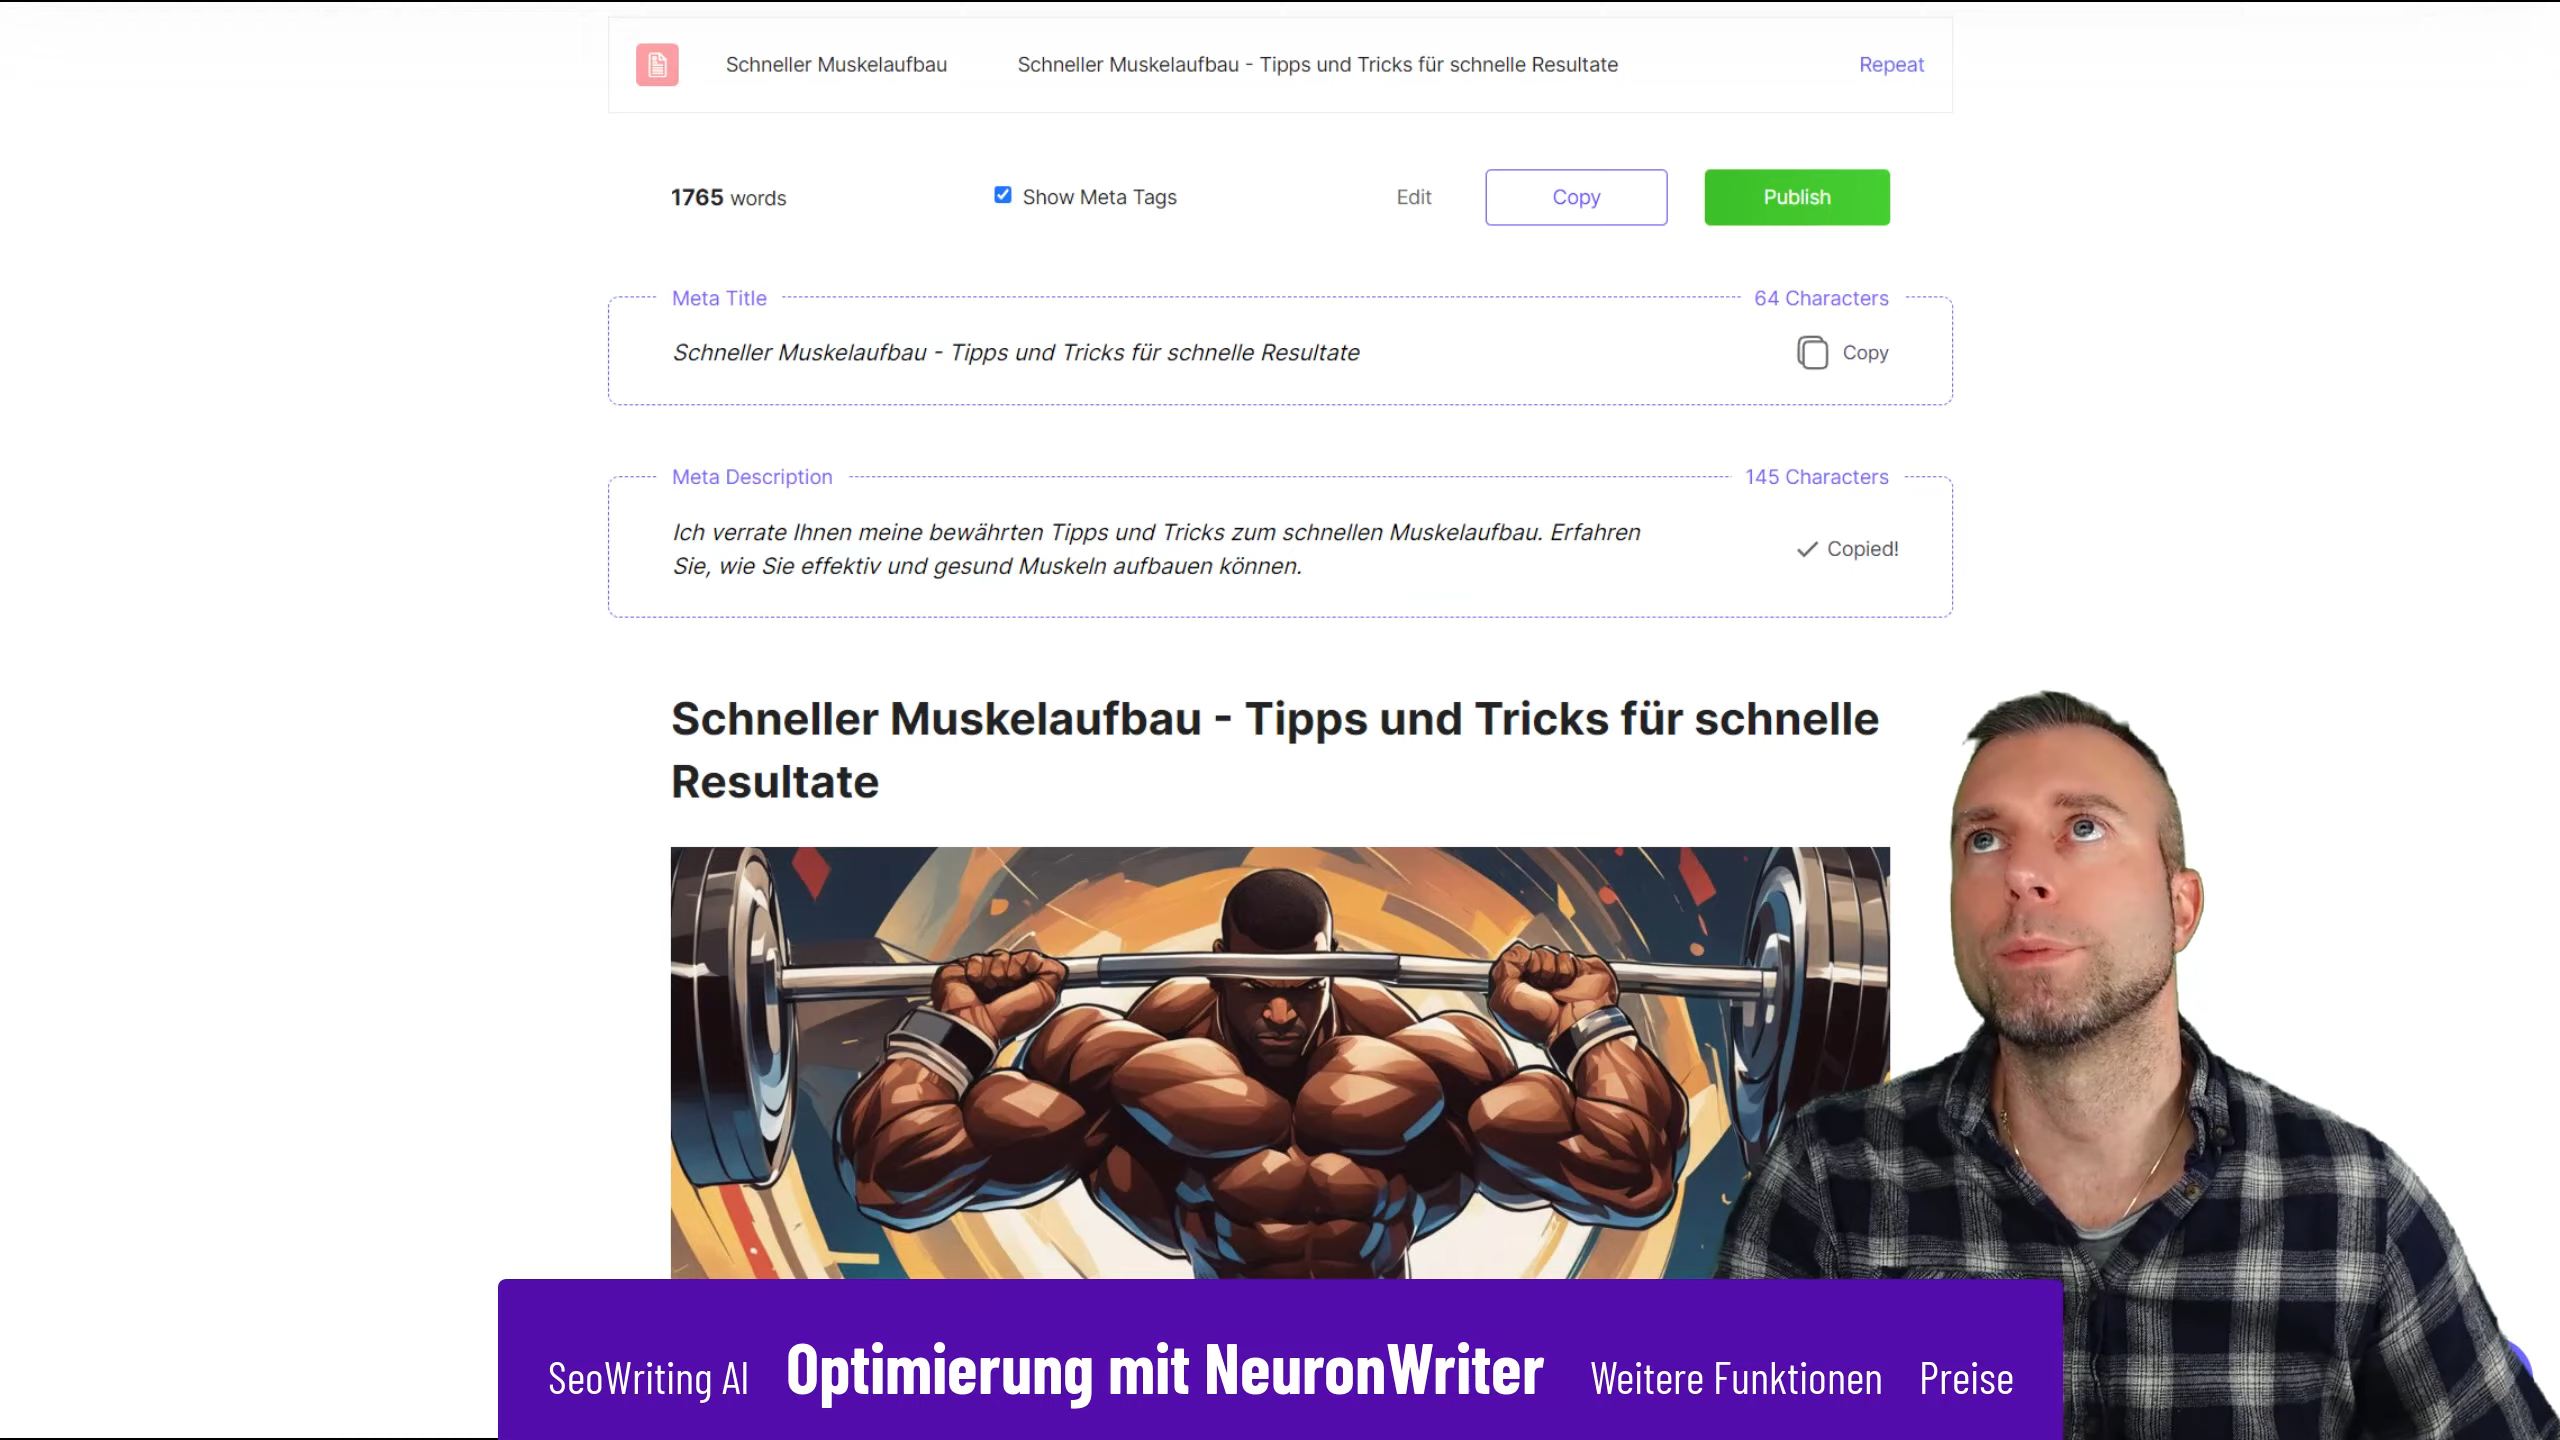 Schneller Muskelaufbau Schneller Muskelaufbau - Tipps und Tricks für schnelle Resultate Repeat
1765 words Show Meta Tags Edit Copy Publish
Meta Title 64 Characters
Schneller Muskelaufbau - Tipps und Tricks für schnelle Resultate Copy
Meta Description 145 Characters
Ich verrate Ihnen meine bewährten Tipps und Tricks zum schnellen Muskelaufbau. Erfahren
Sie, wie Sie effektiv und gesund Muskeln aufbauen können.
Copied!
Schneller Muskelaufbau - Tipps und Tricks für schnelle
Resultate
SeoWriting AI Optimierung mit NeuronWriter Weitere Funktionen Preise